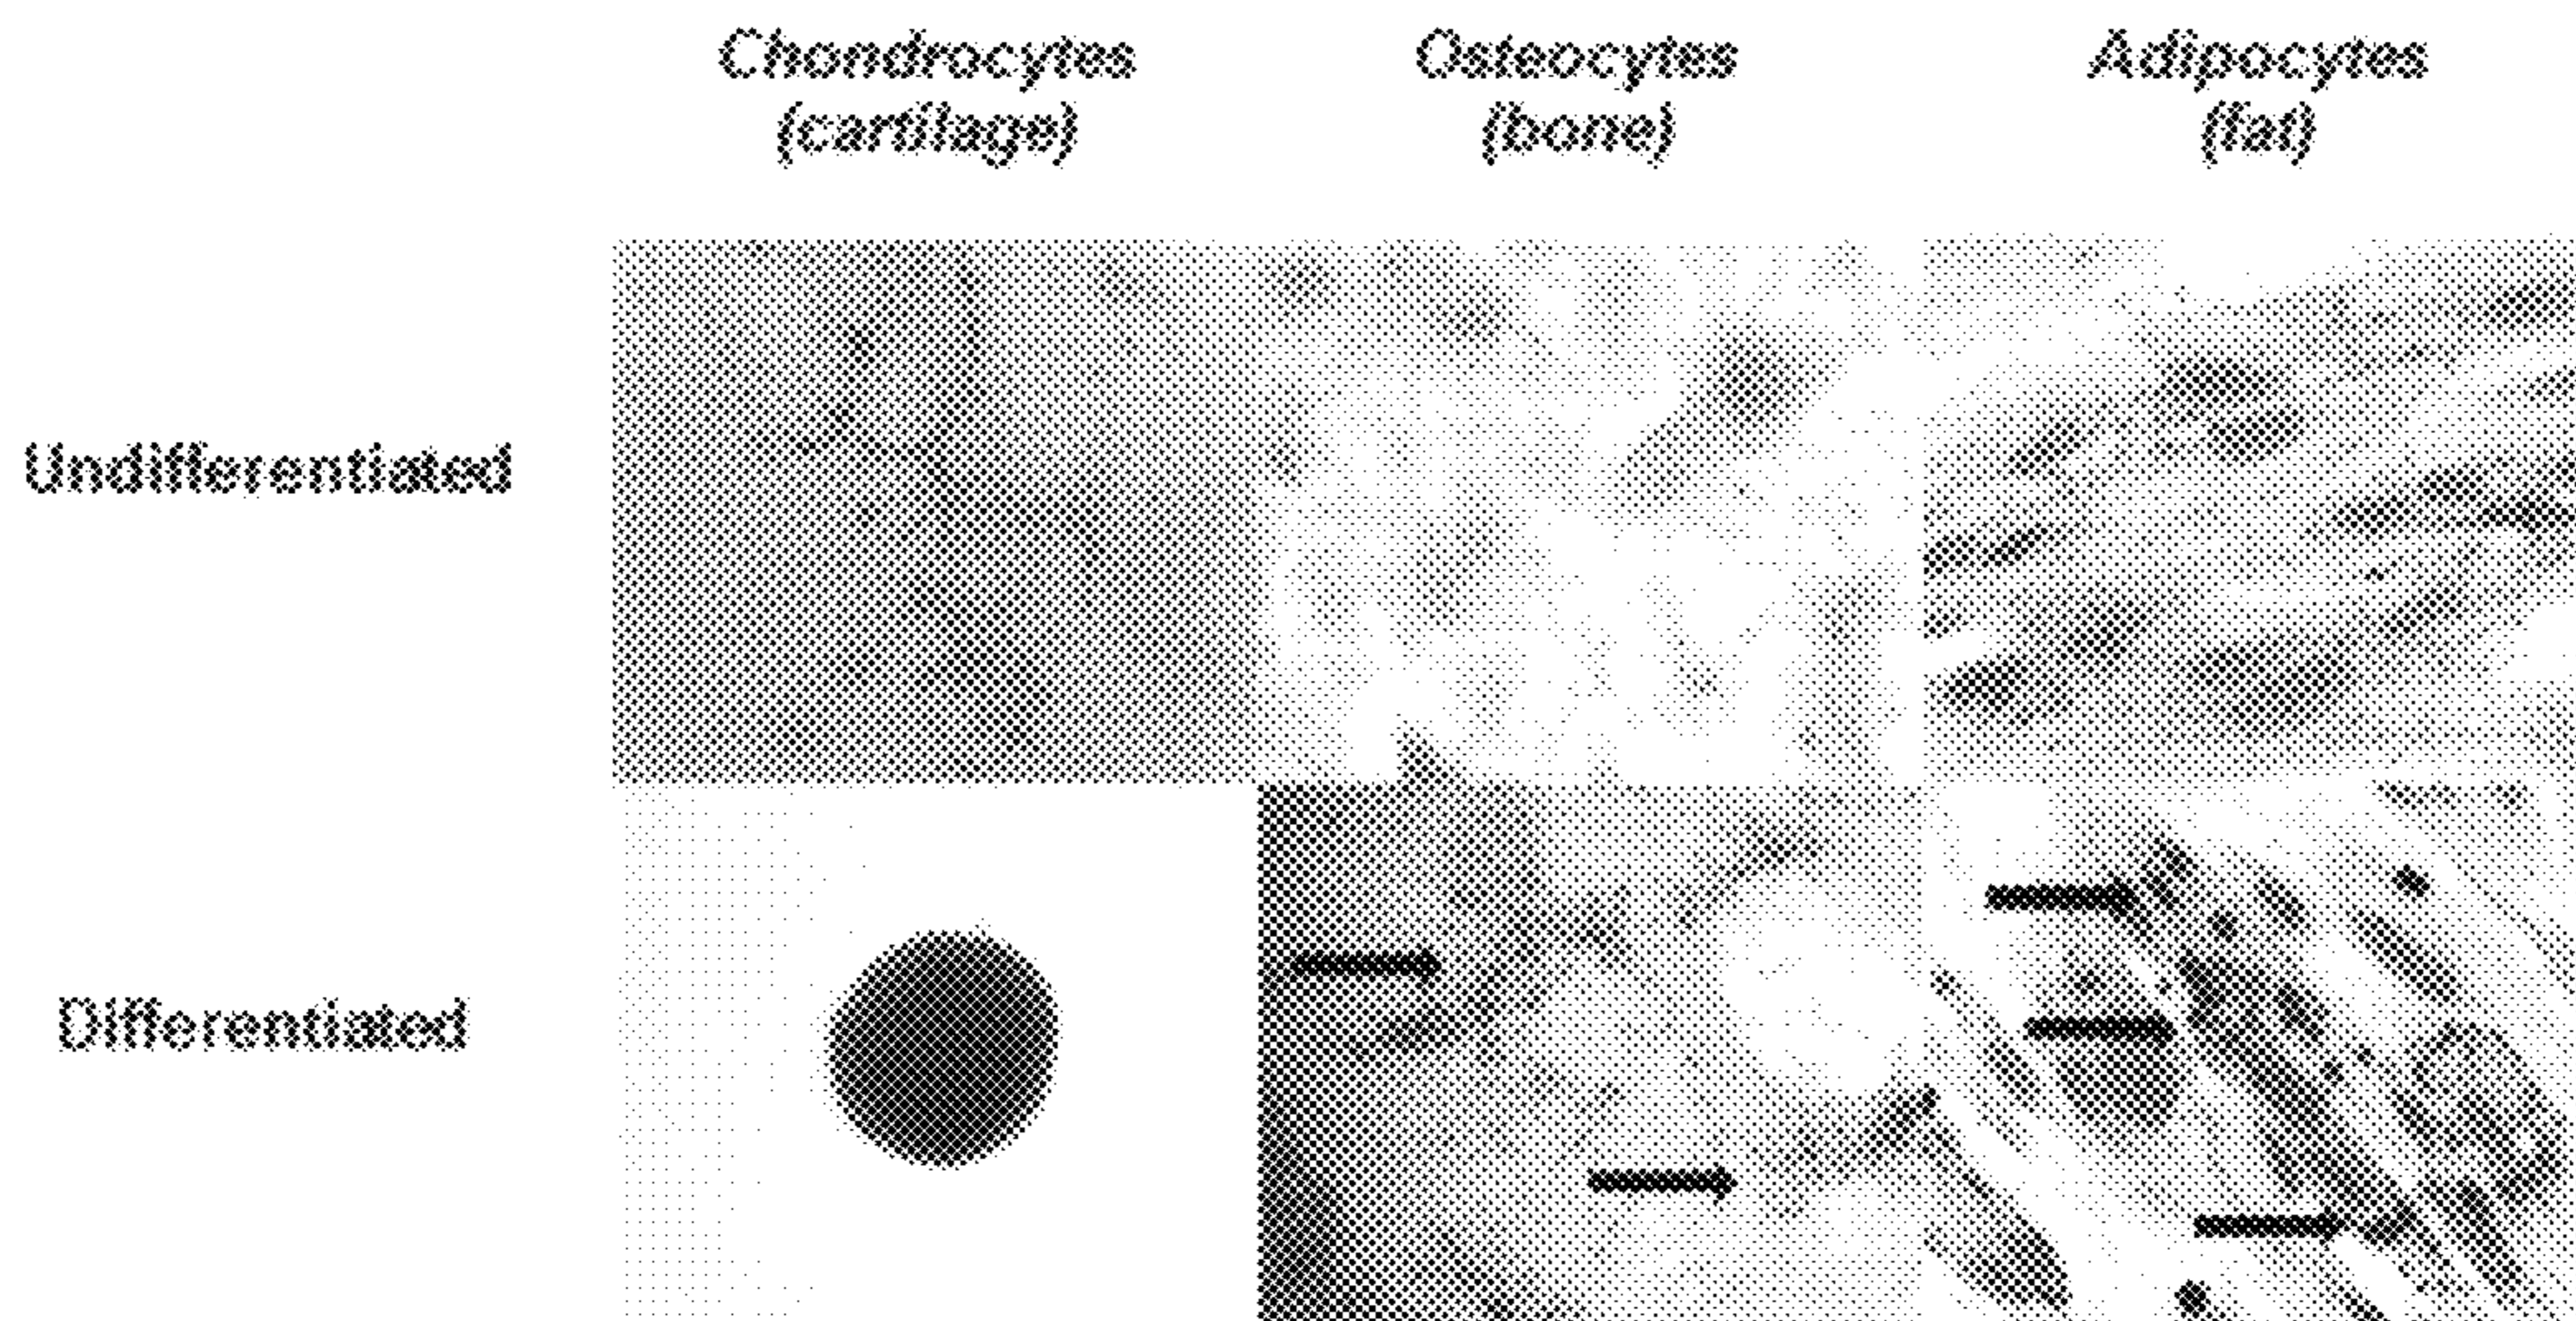 Chondrocytes
(cartilage)
Osteocytes
(bone)
Adipocytes
(fat)
Undifferentiated
Differentiated